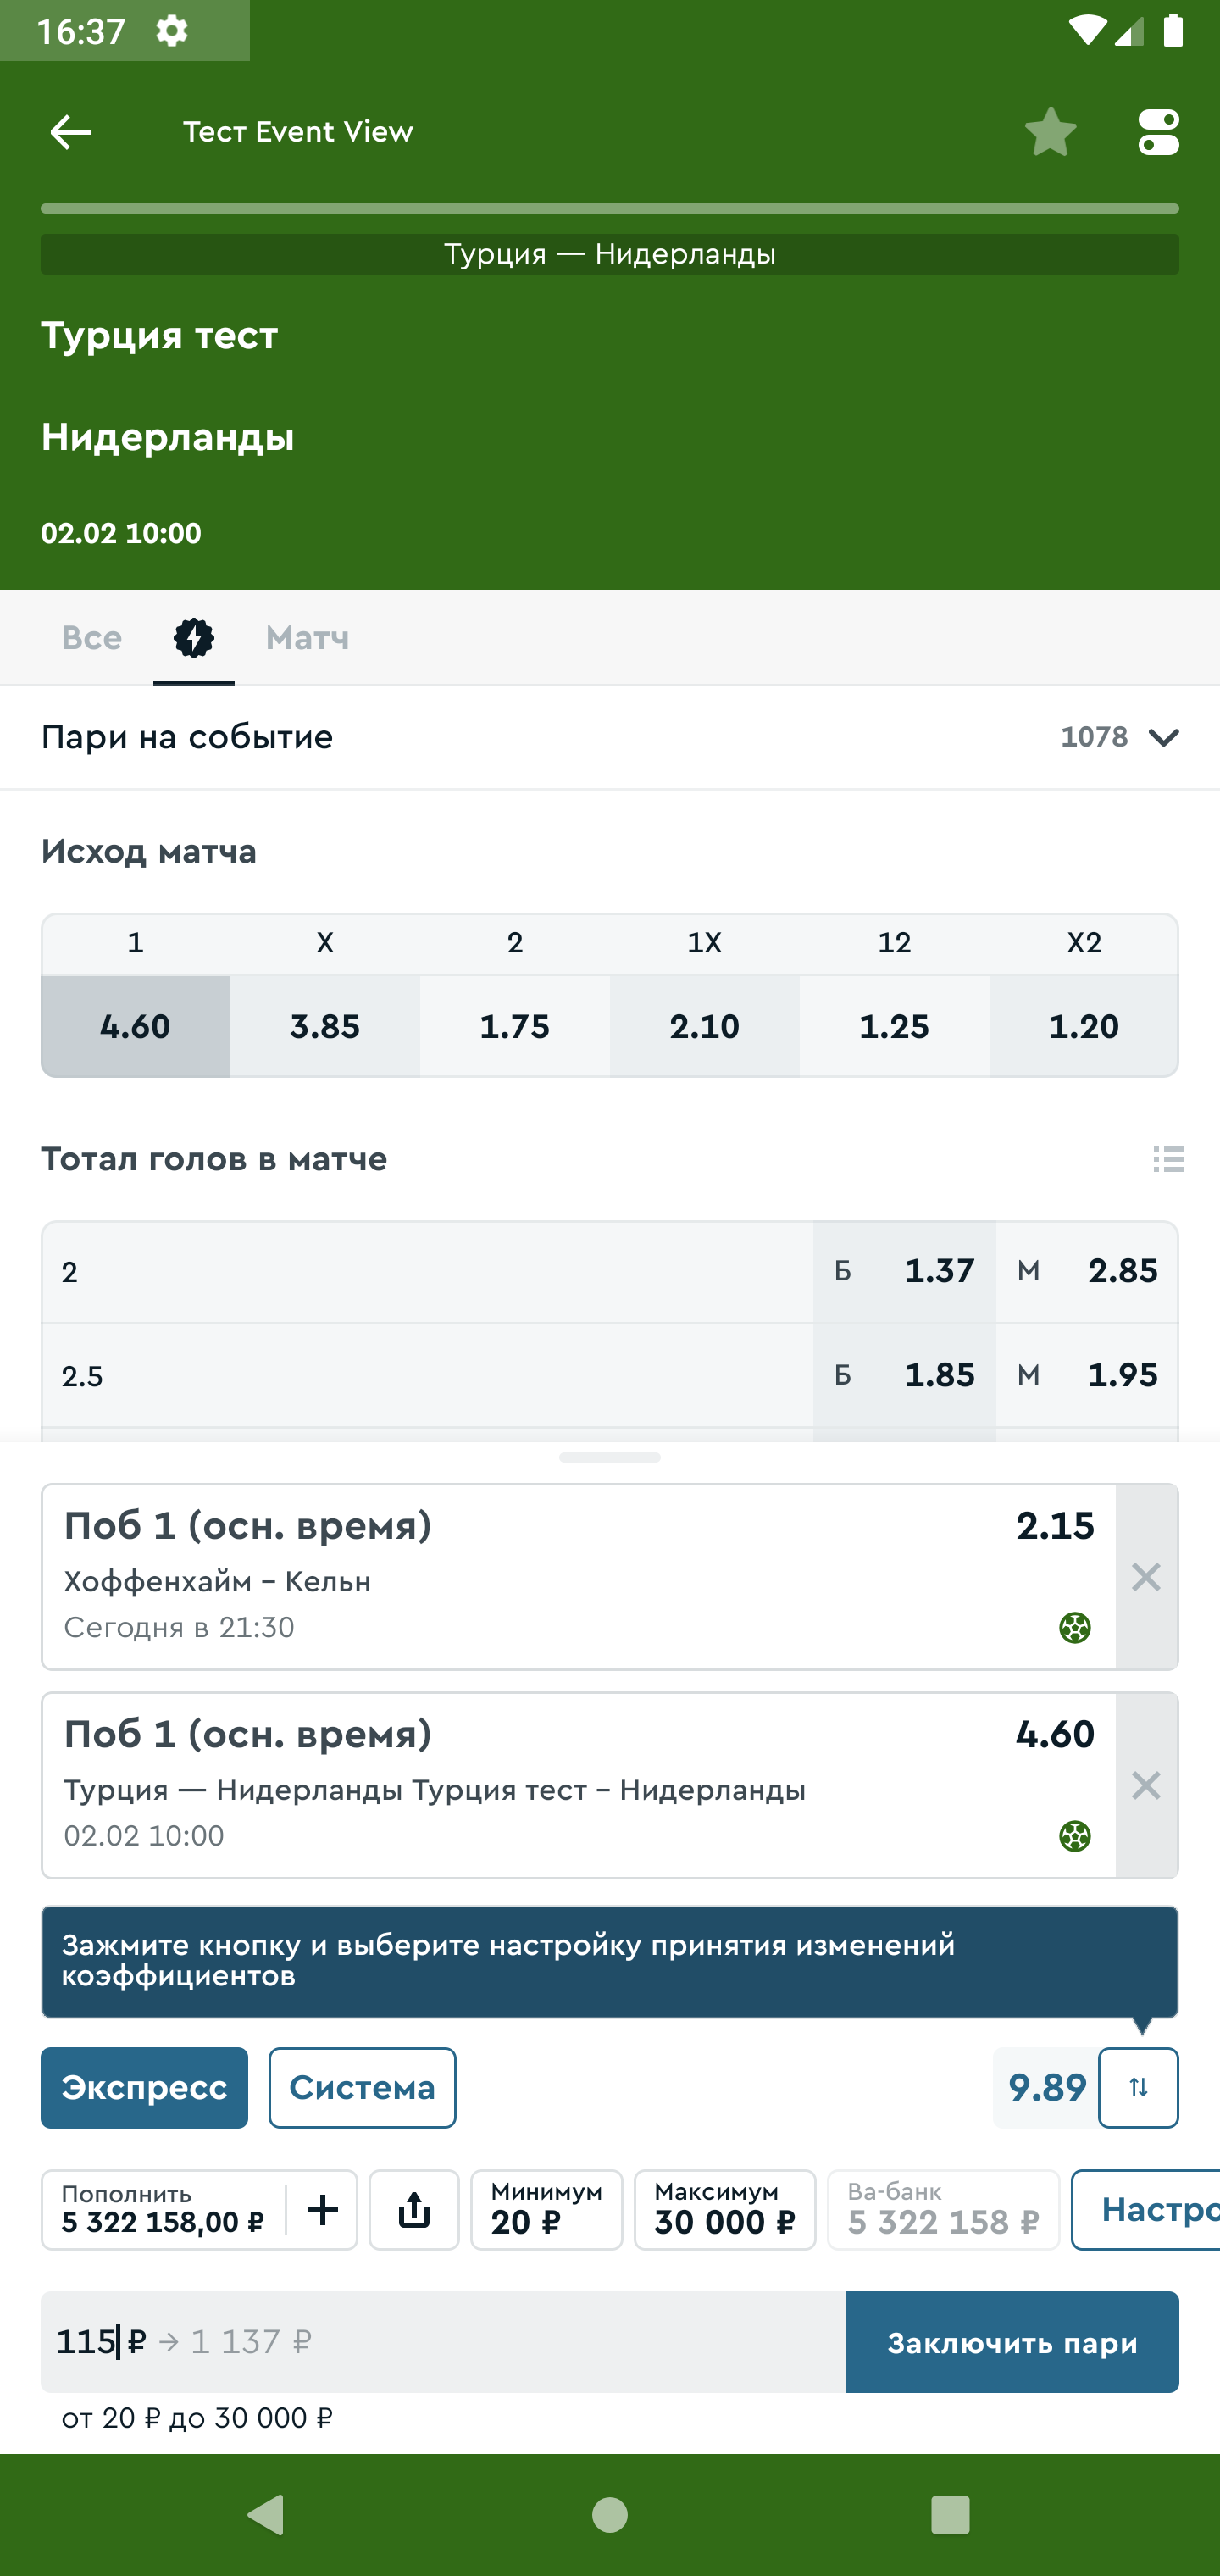 16:37
Тест Event View
Турция — Нидерланды
Турция тест
Нидерланды
02.02 10:00
Все
Матч
Пари на событие
1078
Исход матча
1 X 2 1X 12 X2
4.60 3.85 1.75 2.10 1.25 1.20
Тотал голов в матче
2 Б 1.37 М 2.85
2.5 Б 1.85 М 1.95
Поб 1 (осн. время) 2.15
Хоффенхайм – Кельн
Сегодня в 21:30
Поб 1 (осн. время) 4.60
Турция — Нидерланды Турция тест – Нидерланды
02.02 10:00
Зажмите кнопку и выберите настройку принятия изменений
коэффициентов
Экспресс Система 9.89
Пополнить Минимум Максимум Ва-банк Настро
5 322 158,00 ₽ 20 ₽ 30 000 ₽ 5 322 158 ₽
115 ₽ → 1 137 ₽ Заключить пари
от 20 ₽ до 30 000 ₽